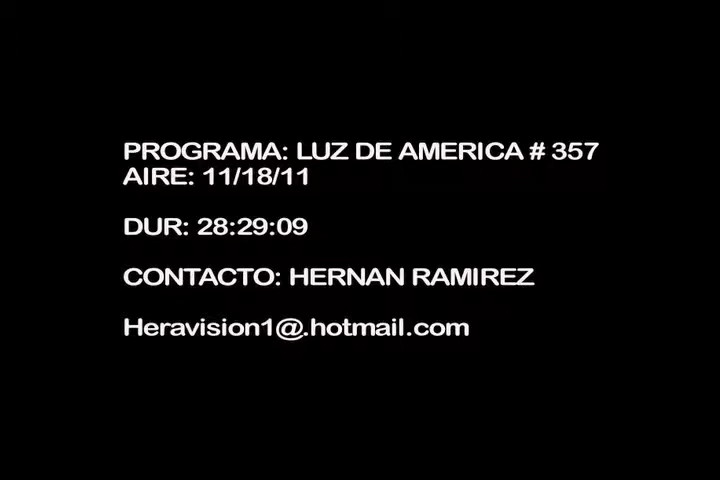 PROGRAMA: LUZ DE AMERICA # 357
AIRE: 11/18/11
DUR: 28:29:09
CONTACTO: HERNAN RAMIREZ
Heravision1@.hotmail.com